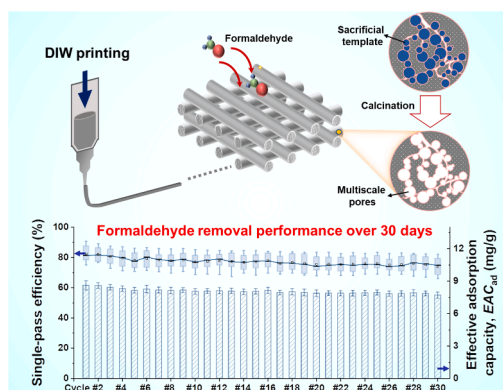 DIW printing
Formaldehyde
Sacrificial
template
Calcination
Multiscale
pores
Formaldehyde removal performance over 30 days
Single-pass efficiency (%)
100
80
60
40
20
0
Effective adsorption
capacity, EACad (mg/g)
11
9
6
3
0
Cycle #2 #4 #6 #8 #10 #12 #14 #16 #18 #20 #22 #24 #26 #28 #30